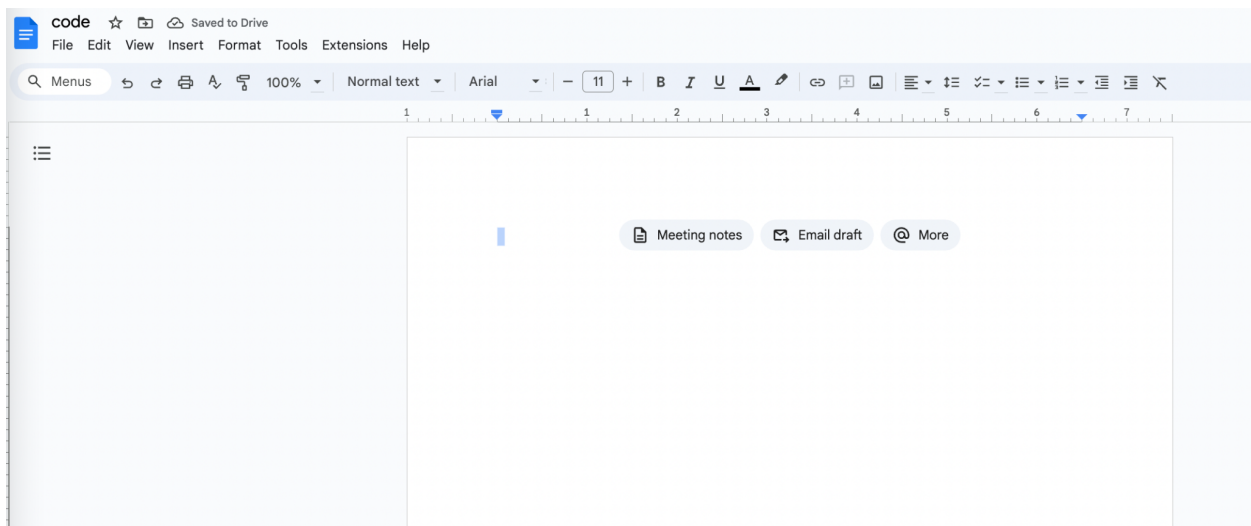 code Saved to Drive
File Edit View Insert Format Tools Extensions Help
Menus 100% Normal text Arial 11 B I U A
1 1 2 3 4 5 6 7
Meeting notes Email draft More